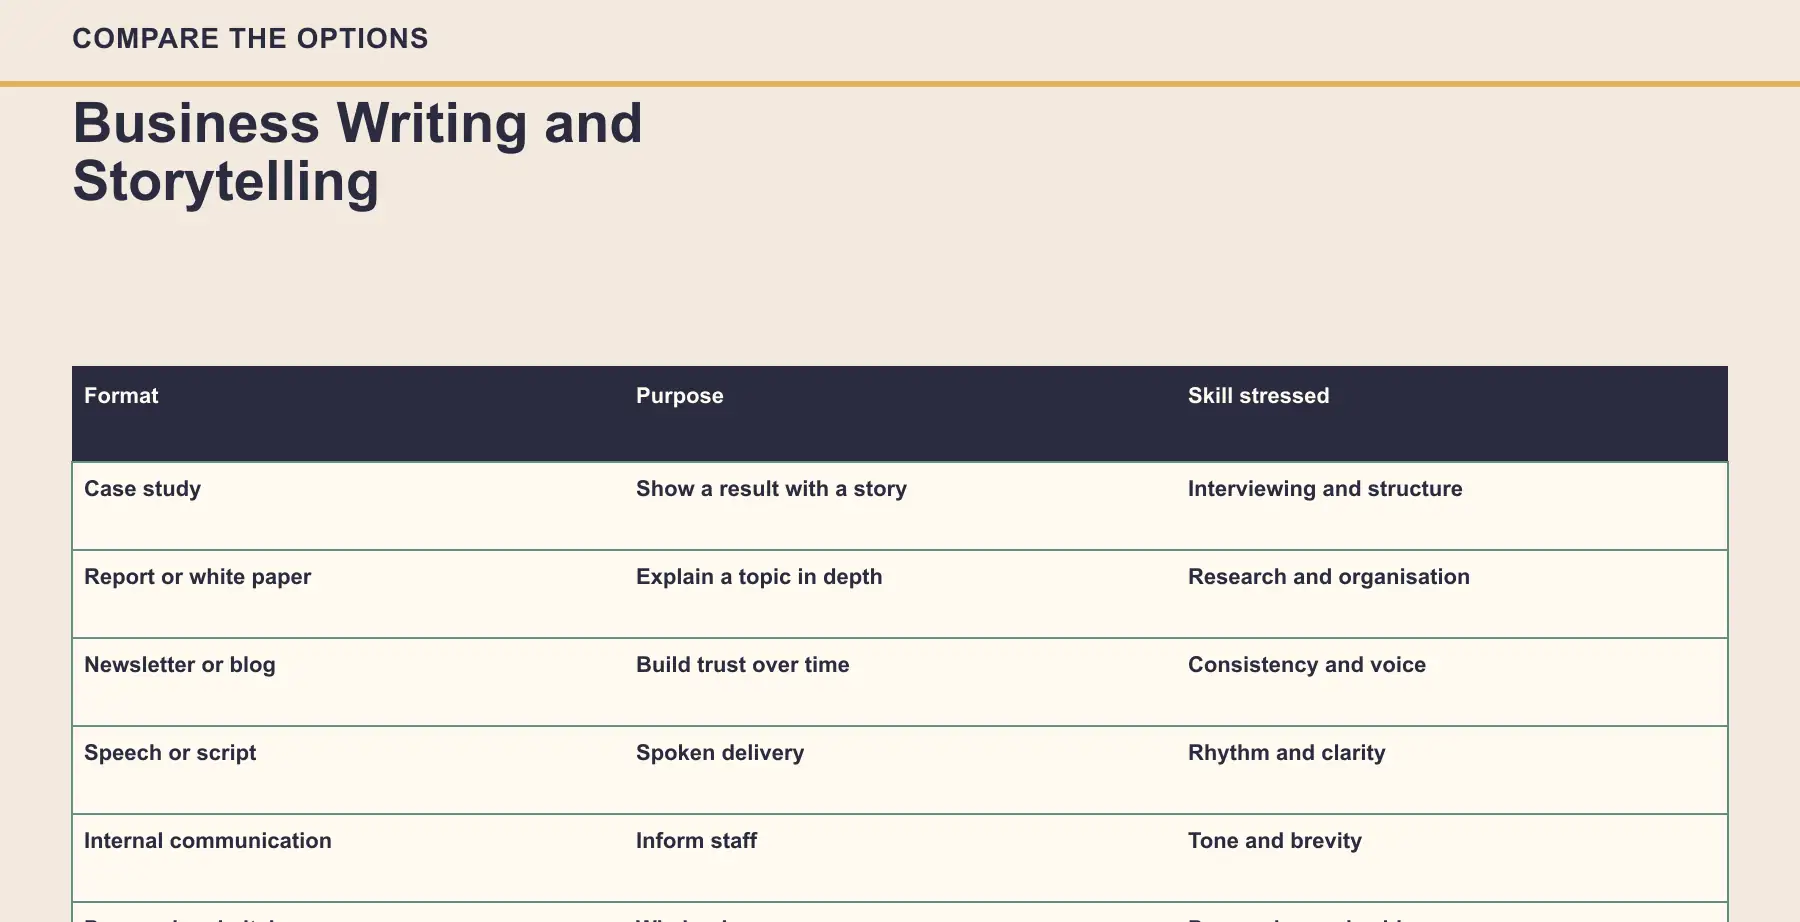 COMPARE THE OPTIONS
Business Writing and
Storytelling
Format Purpose Skill stressed
Case study Show a result with a story Interviewing and structure
Report or white paper Explain a topic in depth Research and organisation
Newsletter or blog Build trust over time Consistency and voice
Speech or script Spoken delivery Rhythm and clarity
Internal communication Inform staff Tone and brevity